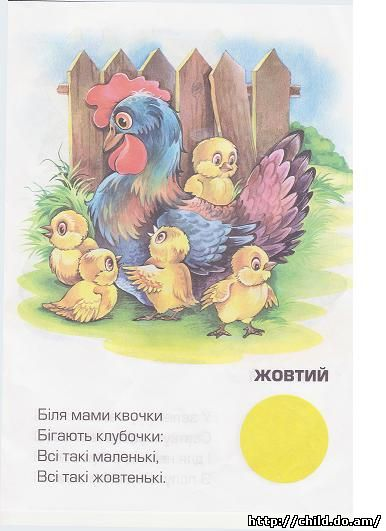 ЖОВТИЙ
Біля мами квочки
Бігають клубочки:
Всі такі маленькі,
Всі такі жовтенькі.
http://child.do.am/